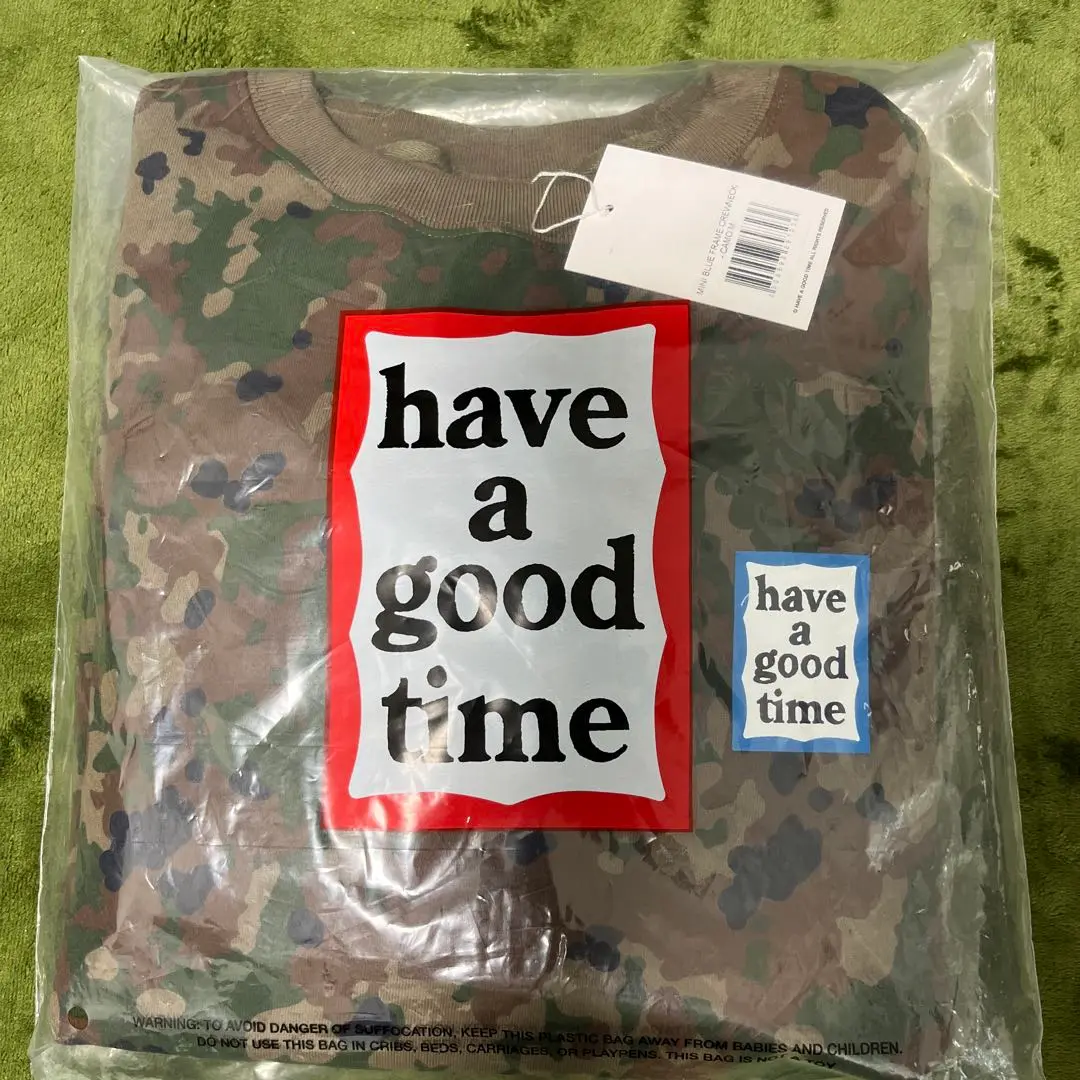 MINI BLUE FRAME CREWNECK
- CAMO M
© HAVE A GOOD TIME ALL RIGHTS RESERVED
have
a
good
time
have
a
good
time
WARNING: TO AVOID DANGER OF SUFFOCATION, KEEP THIS PLASTIC BAG AWAY FROM BABIES AND CHILDREN.
DO NOT USE THIS BAG IN CRIBS, BEDS, CARRIAGES, OR PLAYPENS. THIS BAG IS NOT A TOY